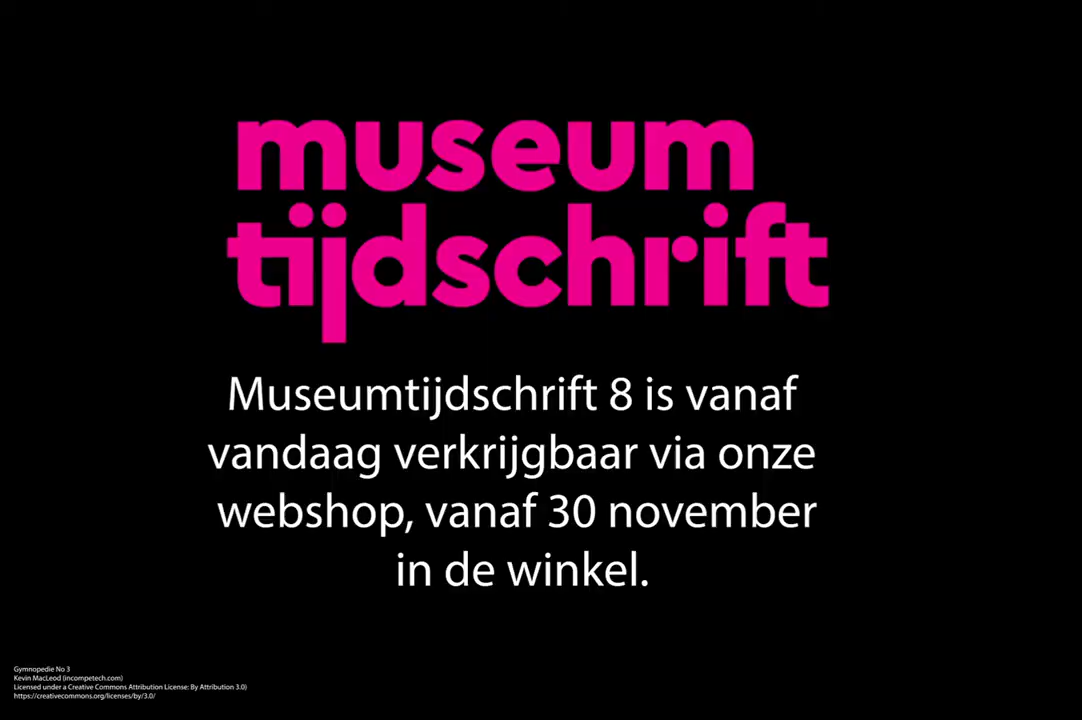 museum
tijdschrift
Museumtijdschrift 8 is vanaf
vandaag verkrijgbaar via onze
webshop, vanaf 30 november
in de winkel.
Gymnopedie No 3
Kevin MacLeod (incompetech.com)
Licensed under a Creative Commons Attribution License: By Attribution 3.0)
https://creativecommons.org/licenses/by/3.0/